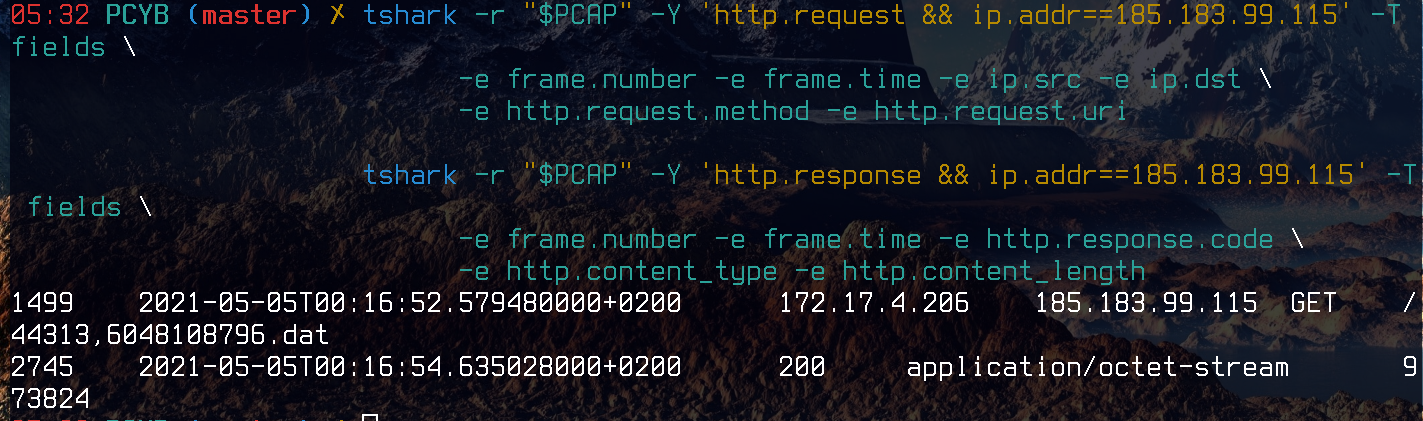 05:32 PCYB (master) ✗ tshark -r "$PCAP" -Y 'http.request && ip.addr==185.183.99.115' -T
fields \
-e frame.number -e frame.time -e ip.src -e ip.dst \
-e http.request.method -e http.request.uri
tshark -r "$PCAP" -Y 'http.response && ip.addr==185.183.99.115' -T
fields \
-e frame.number -e frame.time -e http.response.code \
-e http.content_type -e http.content_length
1499 2021-05-05T00:16:52.579480000+0200 172.17.4.206 185.183.99.115 GET /
44313,6048108796.dat
2745 2021-05-05T00:16:54.635028000+0200 200 application/octet-stream 9
73824